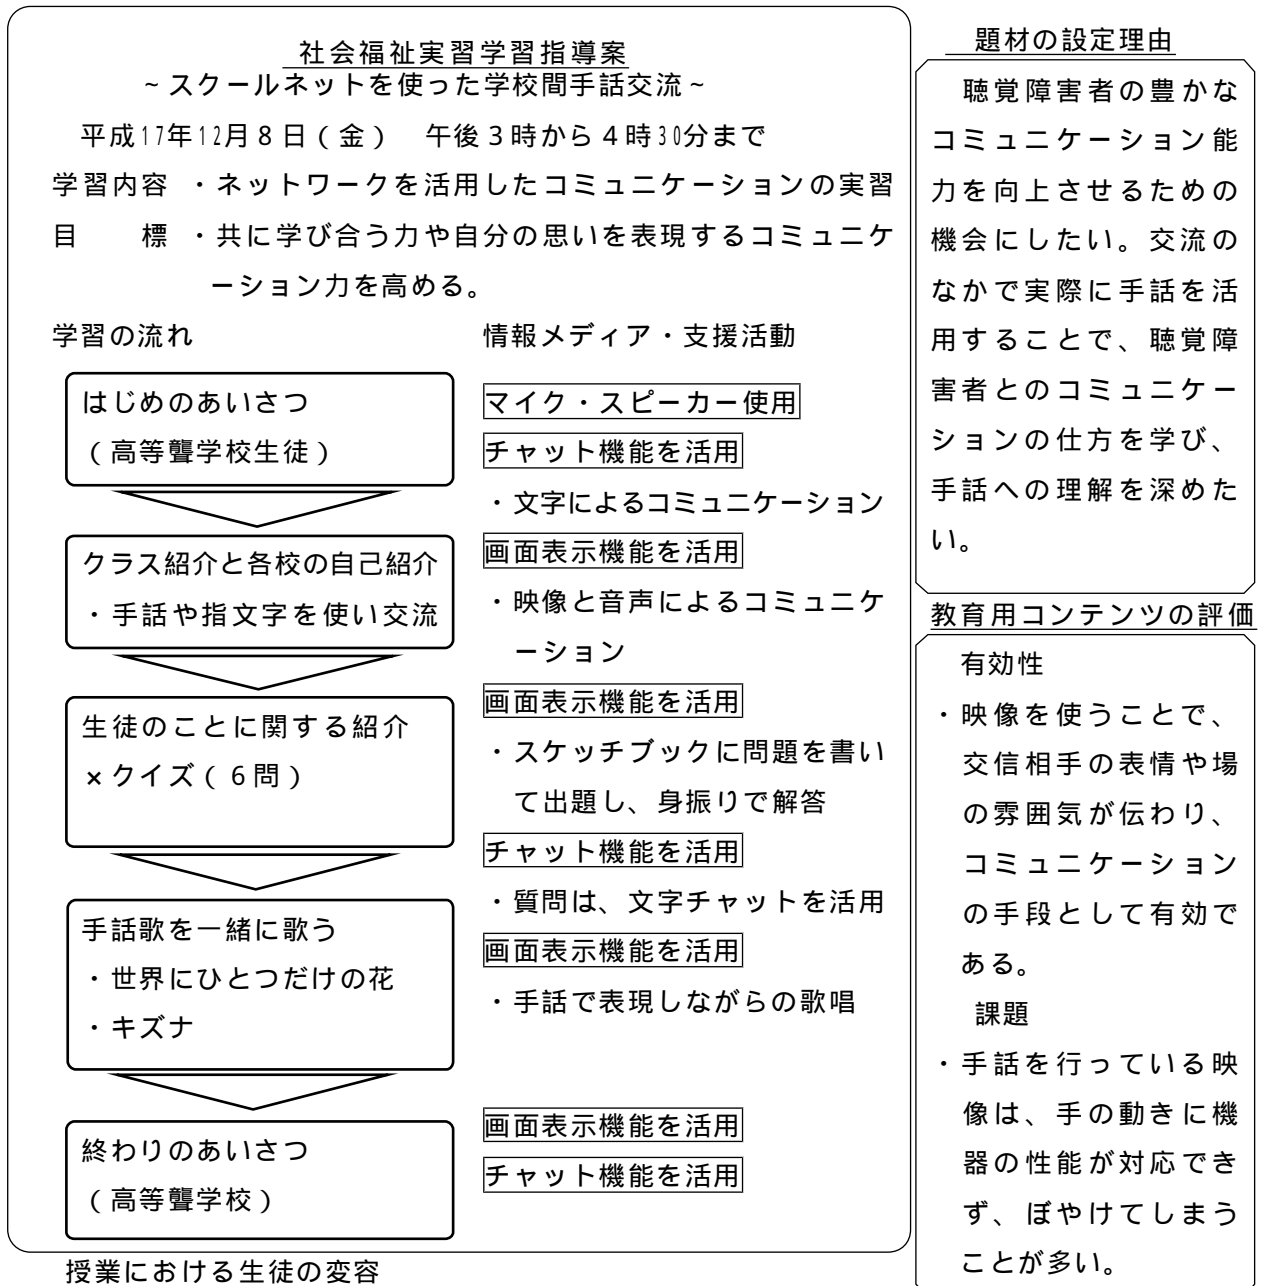 社会福祉実習学習指導案
~スクールネットを使った学校間手話交流~
平成17年12月8日(金) 午後3時から4時30分まで
学習内容 ・ネットワークを活用したコミュニケーションの実習
目 標 ・共に学び合う力や自分の思いを表現するコミュニケ
ーション力を高める。
学習の流れ
はじめのあいさつ
(高等聾学校生徒)
クラス紹介と各校の自己紹介
・手話や指文字を使い交流
生徒のことに関する紹介
×クイズ(6問)
手話歌を一緒に歌う
・世界にひとつだけの花
・キズナ
終わりのあいさつ
(高等聾学校)
情報メディア・支援活動
マイク・スピーカー使用
チャット機能を活用
・文字によるコミュニケーション
画面表示機能を活用
・映像と音声によるコミュニケ
ーション
画面表示機能を活用
・スケッチブックに問題を書い
て出題し、身振りで解答
チャット機能を活用
・質問は、文字チャットを活用
画面表示機能を活用
・手話で表現しながらの歌唱
画面表示機能を活用
チャット機能を活用
授業における生徒の変容
題材の設定理由
聴覚障害者の豊かな
コミュニケーション能
力を向上させるための
機会にしたい。交流の
なかで実際に手話を活
用することで、聴覚障
害者とのコミュニケー
ションの仕方を学び、
手話への理解を深めた
い。
教育用コンテンツの評価
有効性
・映像を使うことで、
交信相手の表情や場
の雰囲気が伝わり、
コミュニケーション
の手段として有効で
ある。
課題
・手話を行っている映
像は、手の動きに機
器の性能が対応でき
ず、ぼやけてしまう
ことが多い。